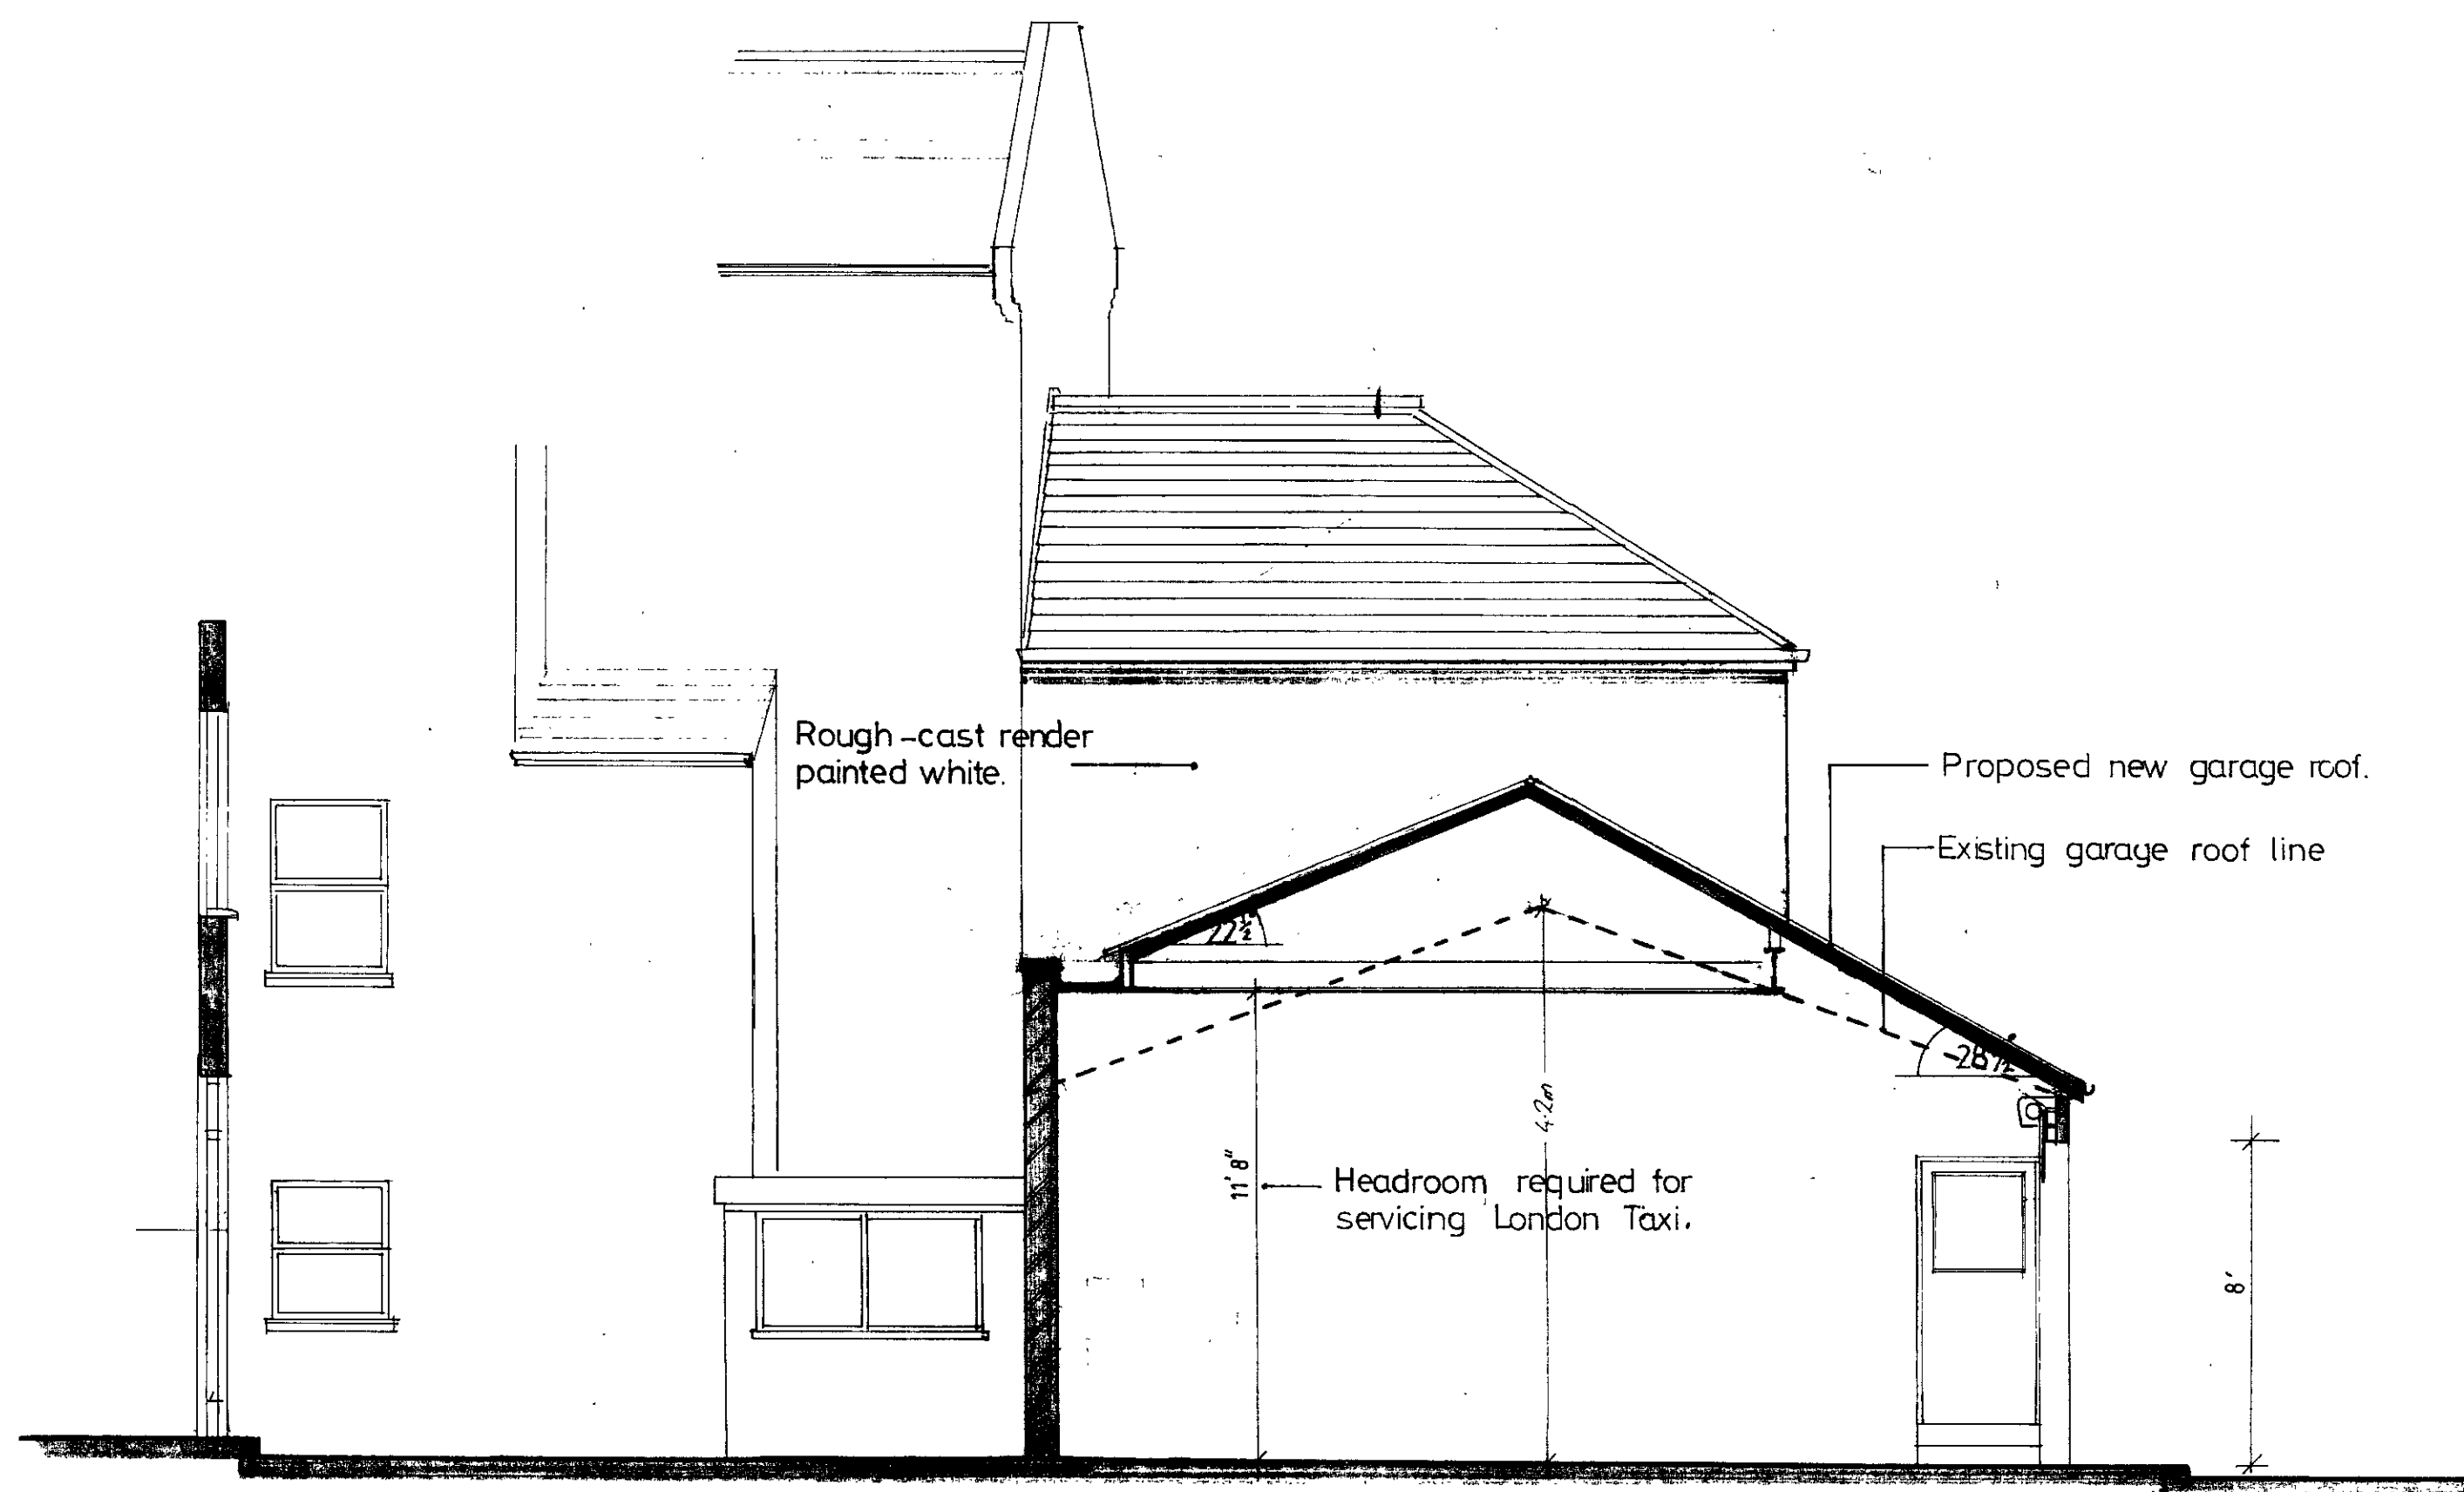 Rough-cast render
painted white.
Proposed new garage roof.
Existing garage roof line
22½°
28½°
4.2m
11' 8"
Headroom required for
servicing London Taxi.
8'